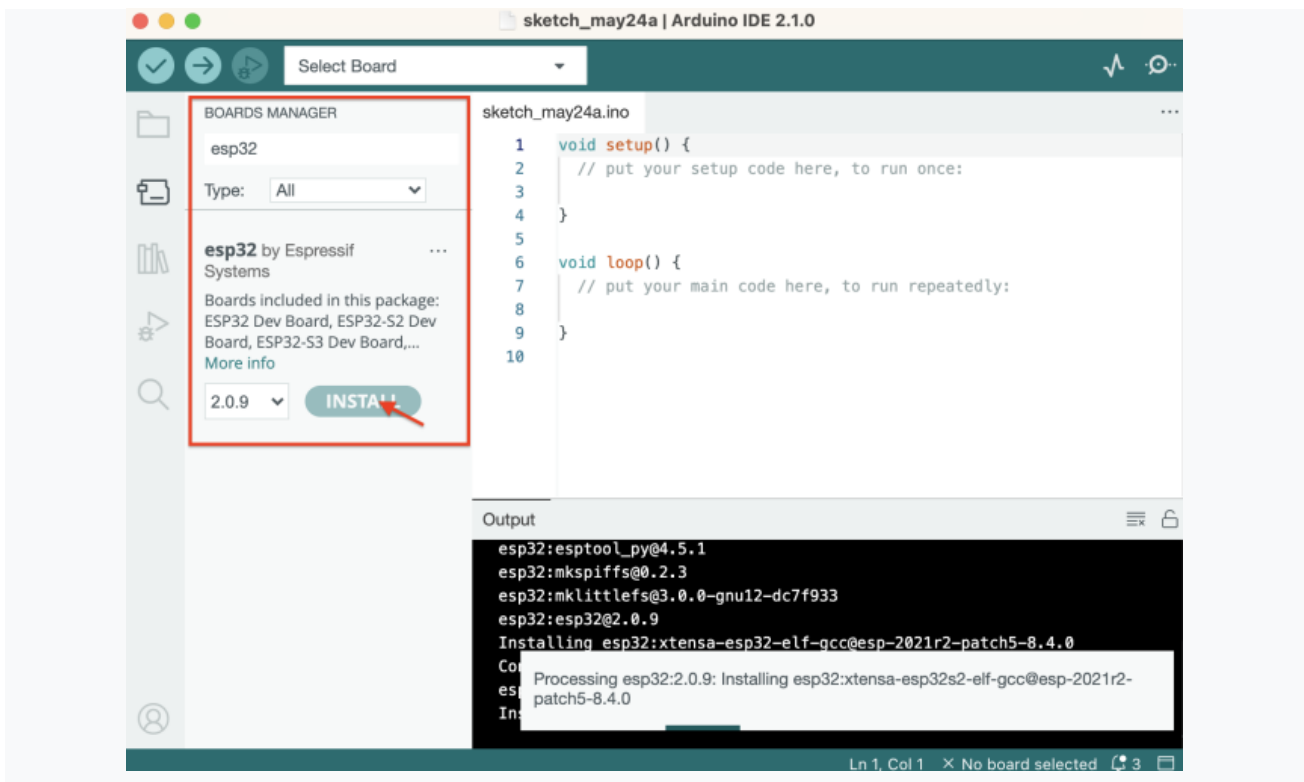 sketch_may24a | Arduino IDE 2.1.0
Select Board
BOARDS MANAGER
esp32
Type: All
esp32 by Espressif
Systems
Boards included in this package:
ESP32 Dev Board, ESP32-S2 Dev
Board, ESP32-S3 Dev Board,...
More info
2.0.9
INSTALL
sketch_may24a.ino
...
1 void setup() {
2 // put your setup code here, to run once:
3
4 }
5
6 void loop() {
7 // put your main code here, to run repeatedly:
8
9 }
10
Output
esp32:esptool_py@4.5.1
esp32:mkspiffs@0.2.3
esp32:mklittlefs@3.0.0-gnu12-dc7f933
esp32:esp32@2.0.9
Installing esp32:xtensa-esp32-elf-gcc@esp-2021r2-patch5-8.4.0
Processing esp32:2.0.9: Installing esp32:xtensa-esp32s2-elf-gcc@esp-2021r2-
patch5-8.4.0
Ln 1, Col 1 × No board selected 3